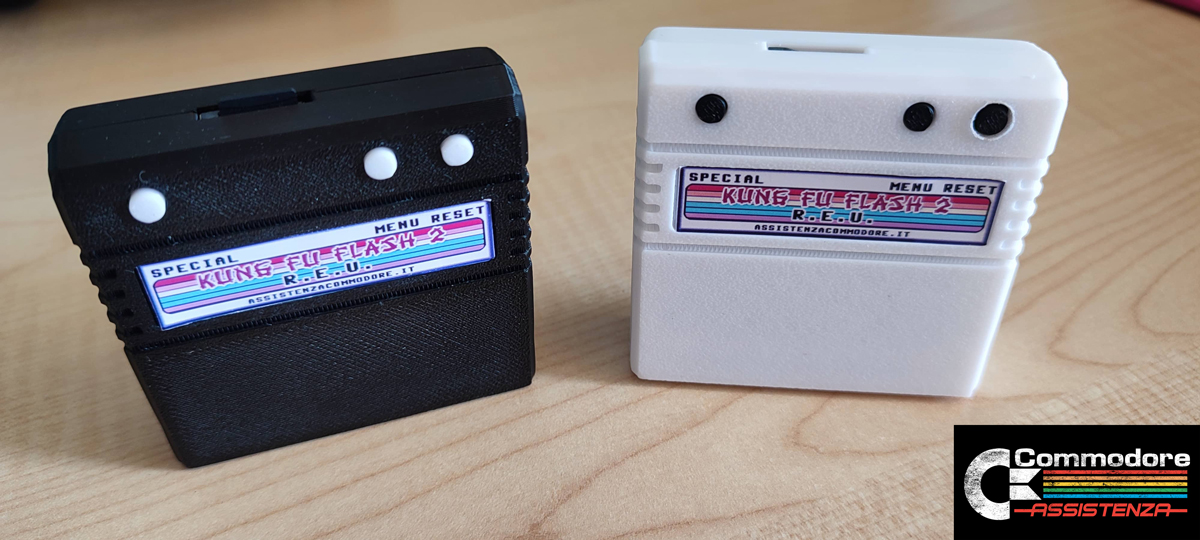 SPECIAL MENU RESET
KUNG FU FLASH 2
R.E.U.
ASSISTENZACOMMODORE.IT
SPECIAL MENU RESET
KUNG FU FLASH 2
R.E.U.
ASSISTENZACOMMODORE.IT
Commodore
ASSISTENZA